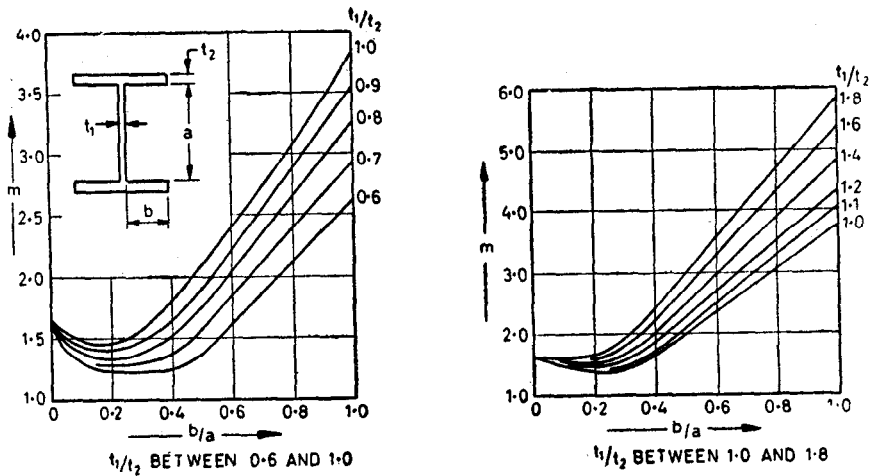 4·0
3·5
3·0
m
2·5
2·0
1·5
1·0
t₂
t₁
a
b
t₁/t₂
1·0
0·9
0·8
0·7
0·6
0 0·2 0·4 0·6 0·8 1·0
b/a
t₁/t₂ BETWEEN 0·6 AND 1·0
6·0
5·0
4·0
m
3·0
2·0
1·0
t₁/t₂
1·8
1·6
1·4
1·2
1·1
1·0
0 0·2 0·4 0·6 0·8 1·0
b/a
t₁/t₂ BETWEEN 1·0 AND 1·8